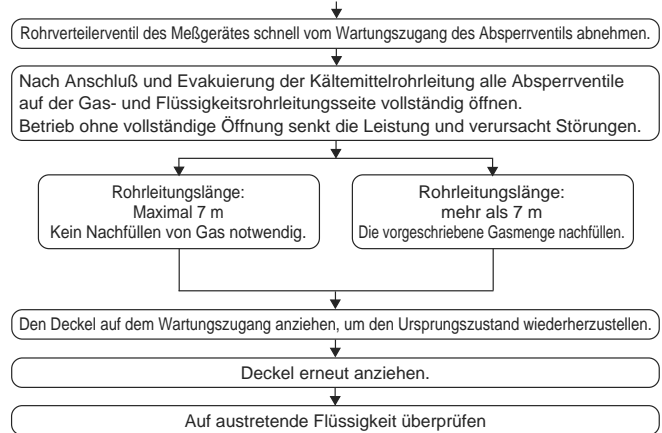 Rohrverteilerventil des Meßgerätes schnell vom Wartungszugang des Absperrventils abnehmen.
Nach Anschluß und Evakuierung der Kältemittelrohrleitung alle Absperrventile
auf der Gas- und Flüssigkeitsrohrleitungsseite vollständig öffnen.
Betrieb ohne vollständige Öffnung senkt die Leistung und verursacht Störungen.
Rohrleitungslänge:
Maximal 7 m
Kein Nachfüllen von Gas notwendig.
Rohrleitungslänge:
mehr als 7 m
Die vorgeschriebene Gasmenge nachfüllen.
Den Deckel auf dem Wartungszugang anziehen, um den Ursprungszustand wiederherzustellen.
Deckel erneut anziehen.
Auf austretende Flüssigkeit überprüfen